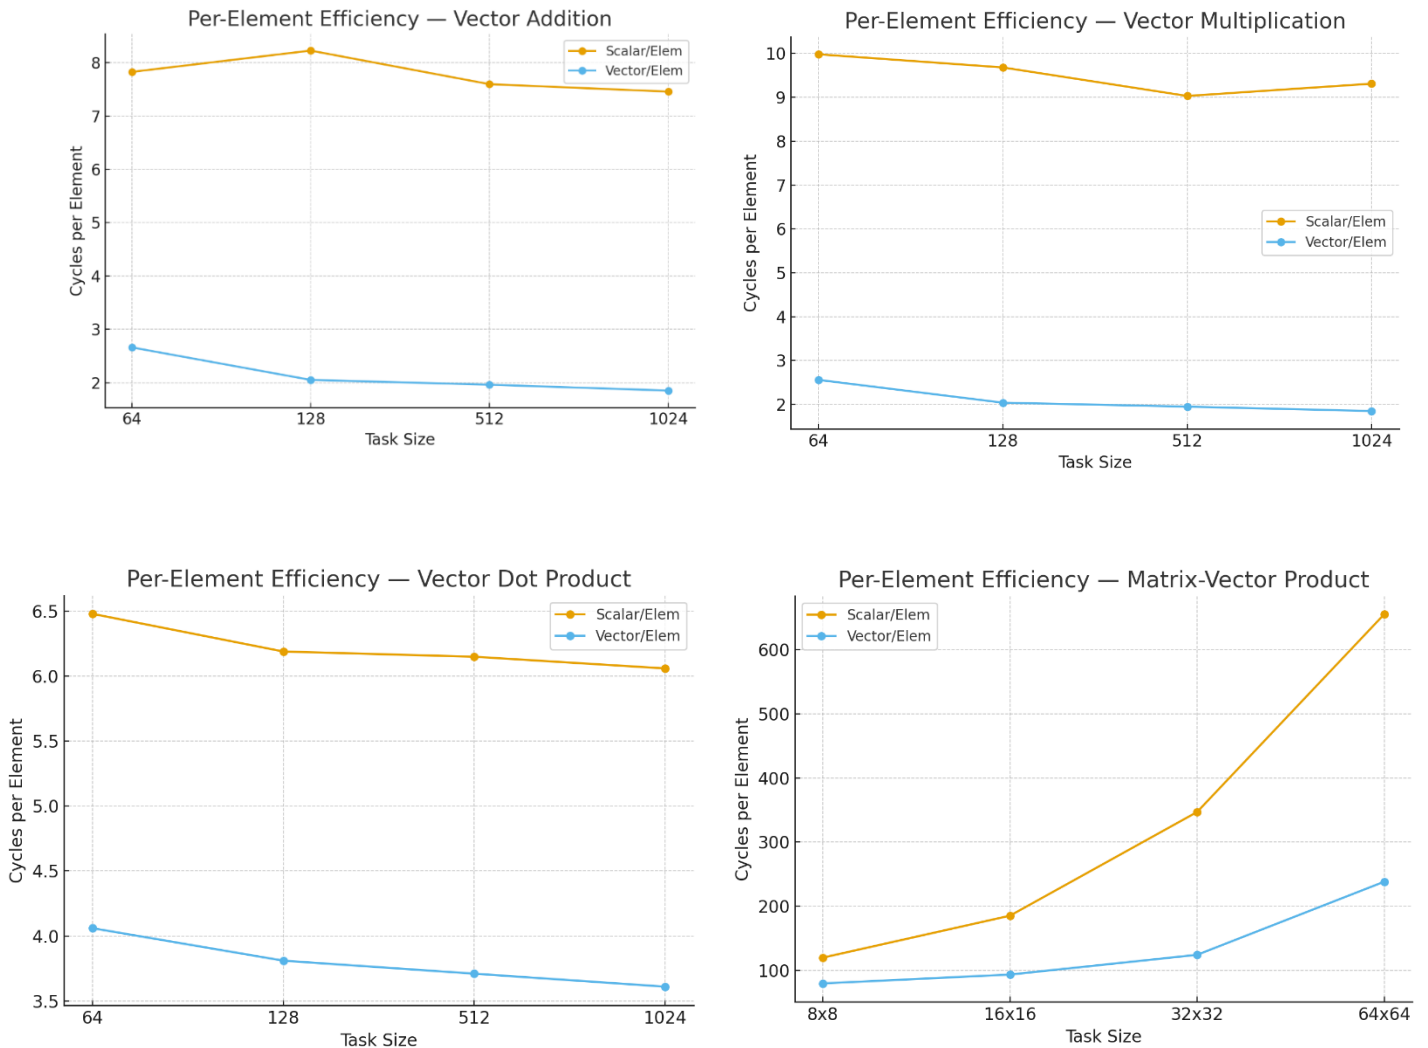 Per-Element Efficiency — Vector Addition
Scalar/Elem
Vector/Elem
8
7
6
5
4
3
2
Cycles per Element
64 128 512 1024
Task Size
Per-Element Efficiency — Vector Multiplication
10
9
8
7
6
5
4
3
2
Cycles per Element
Scalar/Elem
Vector/Elem
64 128 512 1024
Task Size
Per-Element Efficiency — Vector Dot Product
Scalar/Elem
Vector/Elem
6.5
6.0
5.5
5.0
4.5
4.0
3.5
Cycles per Element
64 128 512 1024
Task Size
Per-Element Efficiency — Matrix-Vector Product
Scalar/Elem
Vector/Elem
600
500
400
300
200
100
Cycles per Element
8x8 16x16 32x32 64x64
Task Size